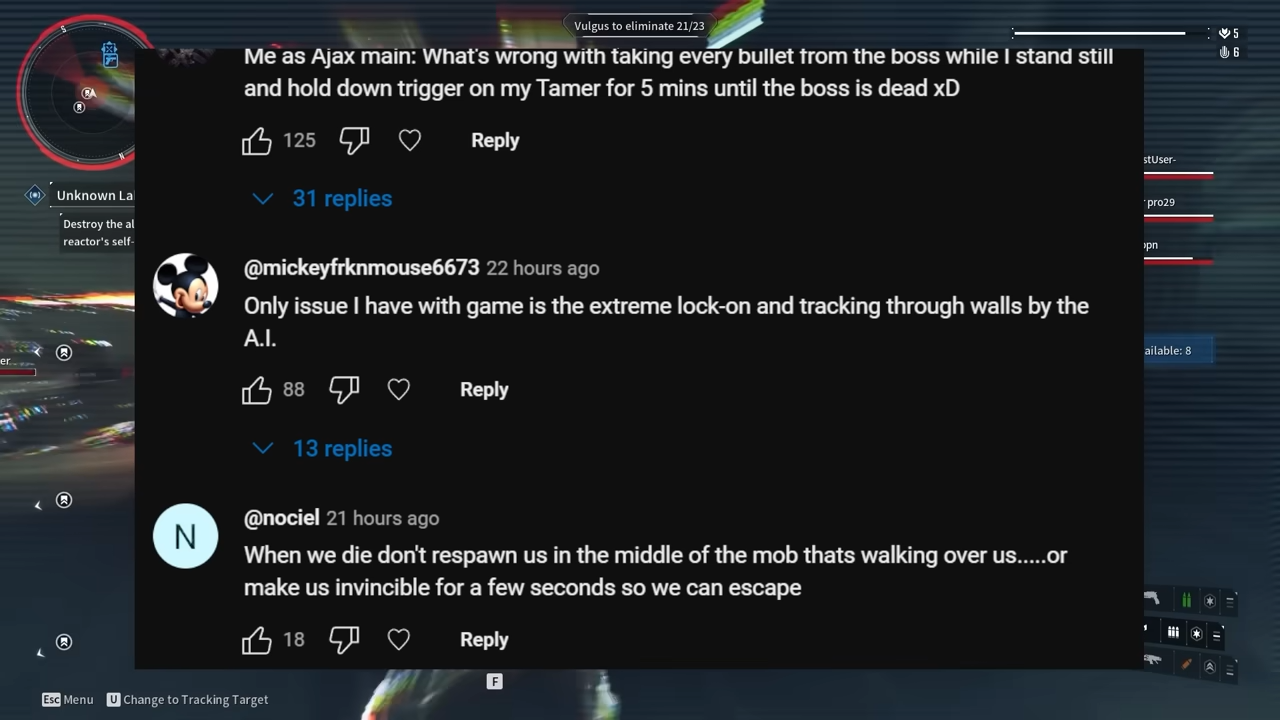 Vulgus to eliminate 21/23
5
6
S
N
Me as Ajax main: What's wrong with taking every bullet from the boss while I stand still
and hold down trigger on my Tamer for 5 mins until the boss is dead xD
125
Reply
31 replies
Unknown La
Destroy the al
reactor's self-
stUser-
pro29
opn
@mickeyfrknmouse6673 22 hours ago
Only issue I have with game is the extreme lock-on and tracking through walls by the
A.I.
88
Reply
13 replies
er
ailable: 8
N
@nociel 21 hours ago
When we die don't respawn us in the middle of the mob thats walking over us.....or
make us invincible for a few seconds so we can escape
18
Reply
F
Esc Menu U Change to Tracking Target